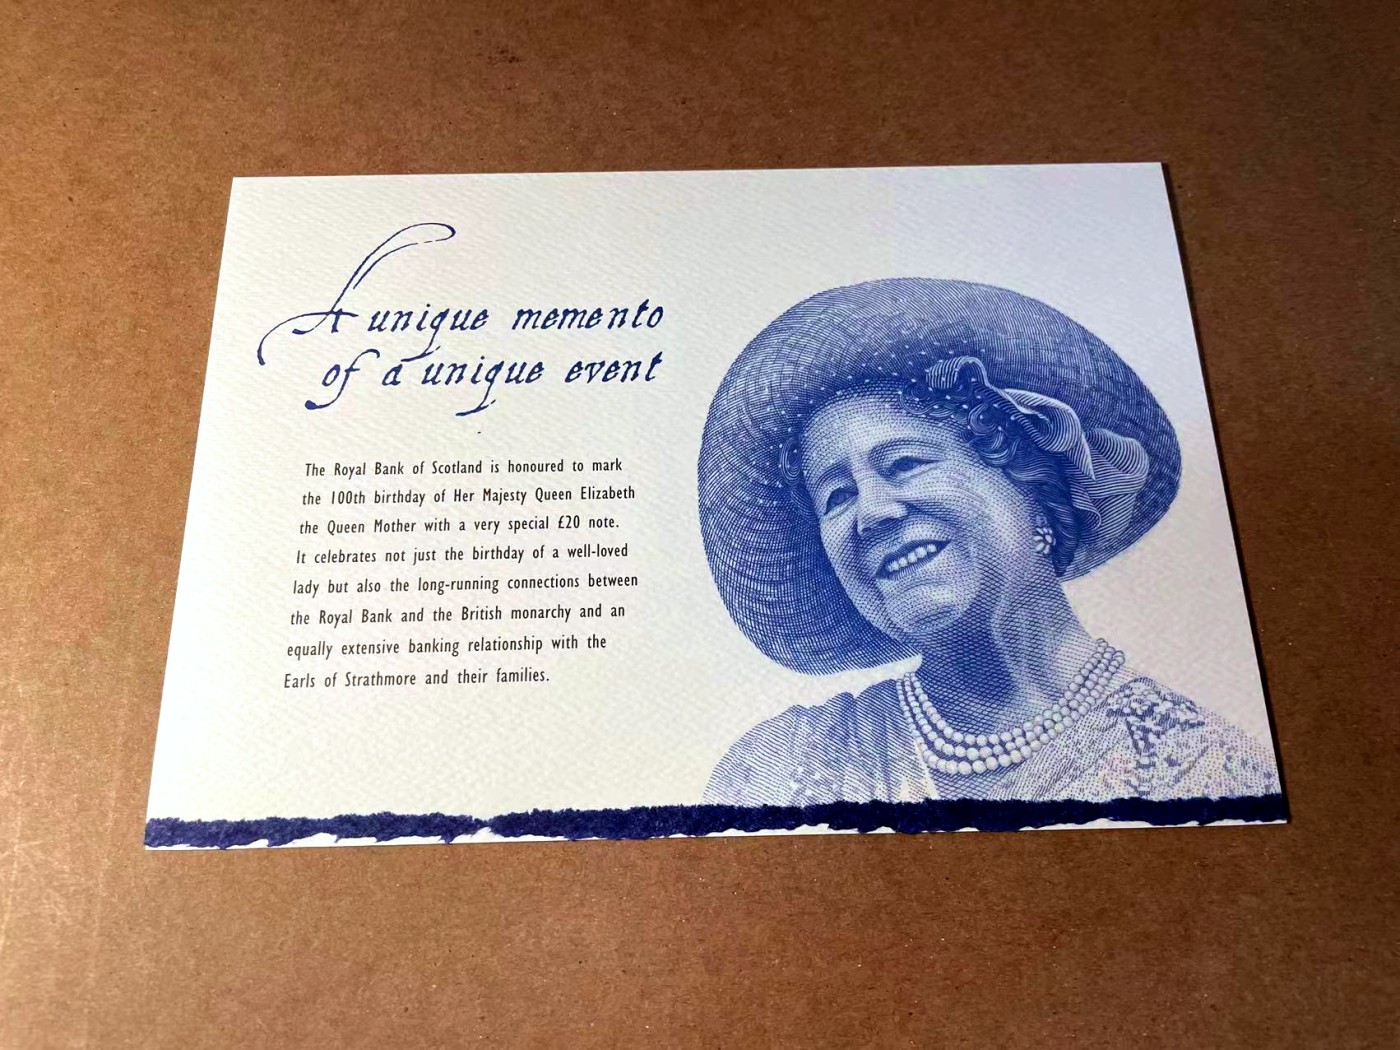 A unique memento
of a unique event
The Royal Bank of Scotland is honoured to mark
the 100th birthday of Her Majesty Queen Elizabeth
the Queen Mother with a very special £20 note.
It celebrates not just the birthday of a well-loved
lady but also the long-running connections between
the Royal Bank and the British monarchy and an
equally extensive banking relationship with the
Earls of Strathmore and their families.